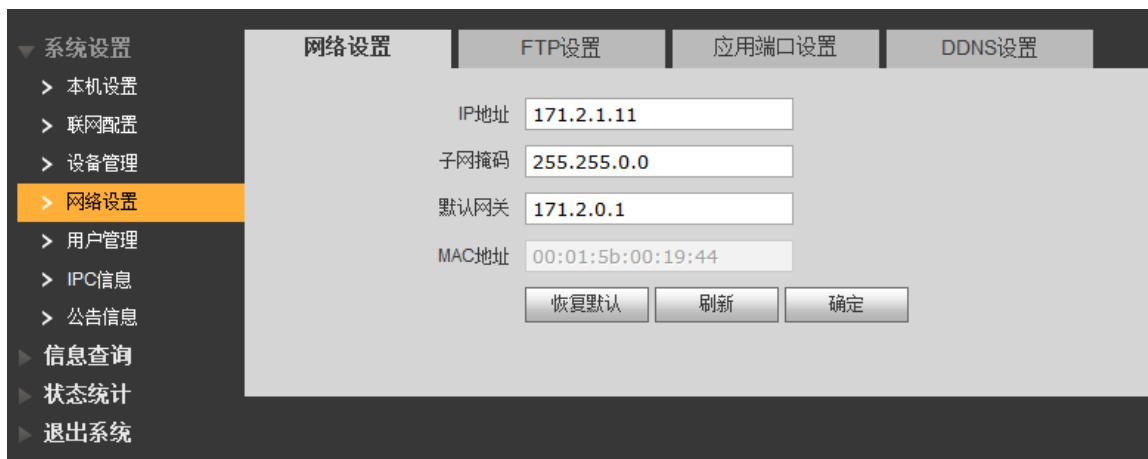 系统设置
> 本机设置
> 联网配置
> 设备管理
> 网络设置
> 用户管理
> IPC信息
> 公告信息
信息查询
状态统计
退出系统
网络设置 FTP设置 应用端口设置 DDNS设置
IP地址 171.2.1.11
子网掩码 255.255.0.0
默认网关 171.2.0.1
MAC地址 00:01:5b:00:19:44
恢复默认 刷新 确定